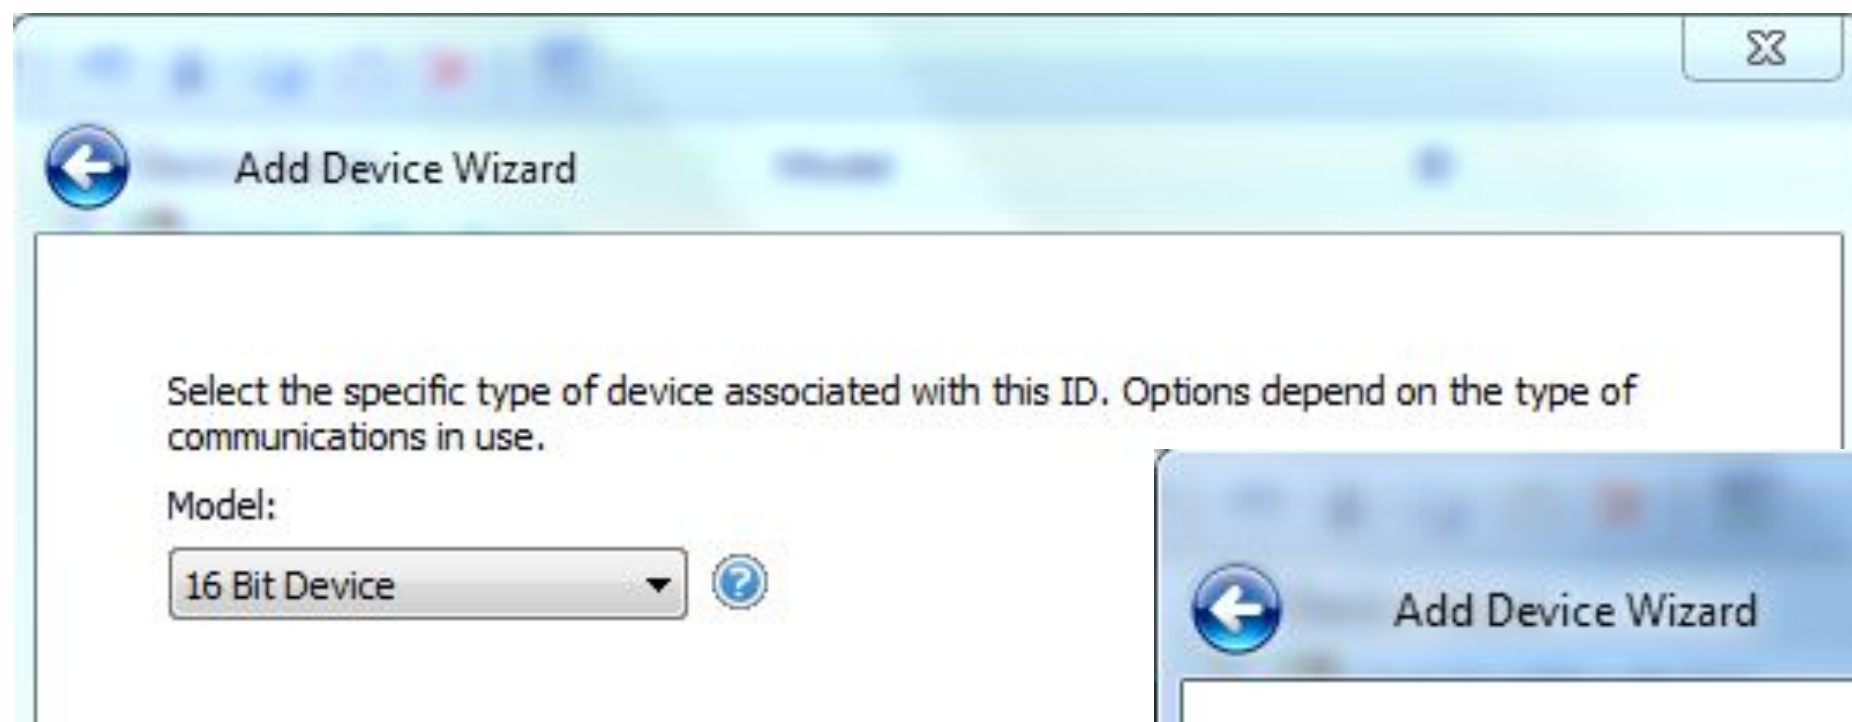 Add Device Wizard
Select the specific type of device associated with this ID. Options depend on the type of
communications in use.
Model:
16 Bit Device
Add Device Wizard